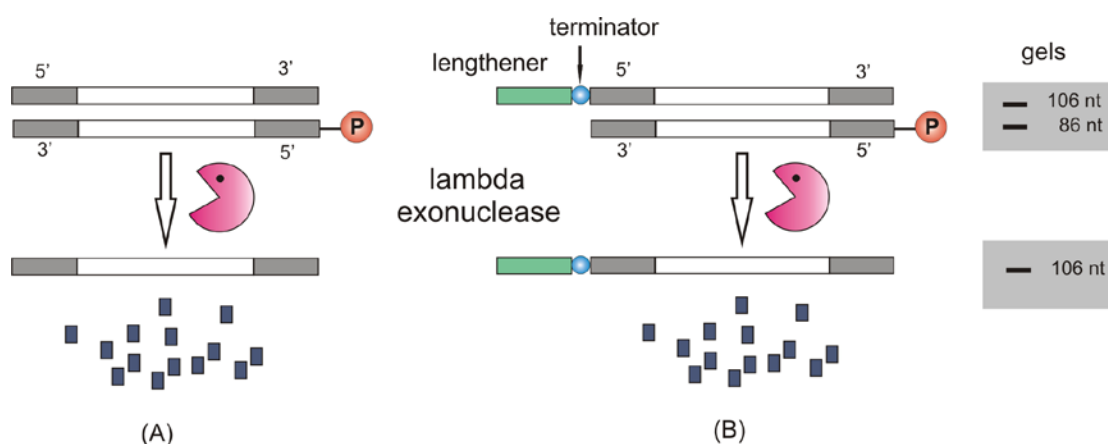 terminator
lengthener
gels
5’
3’
5’
3’
106 nt
86 nt
P
P
3’
5’
3’
5’
lambda
exonuclease
106 nt
(A)
(B)